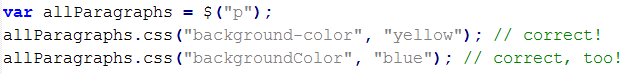 var allParagraphs = $("p");
allParagraphs.css("background-color", "yellow"); // correct!
allParagraphs.css("backgroundColor", "blue"); // correct, too!